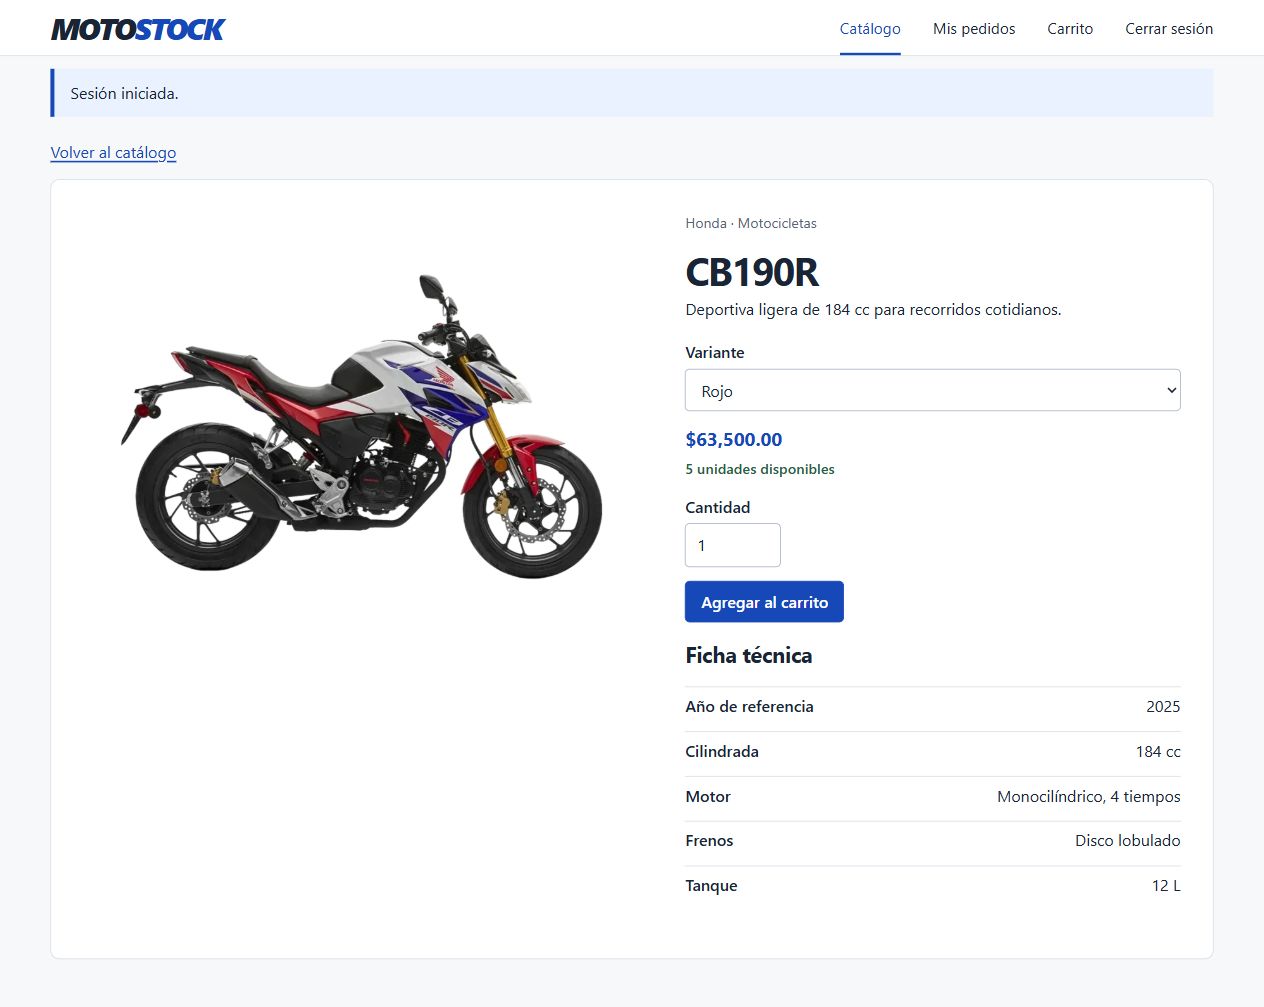 MOTOSTOCK
Catálogo
Mis pedidos
Carrito
Cerrar sesión
Sesión iniciada.
Volver al catálogo
Honda · Motocicletas
CB190R
Deportiva ligera de 184 cc para recorridos cotidianos.
Variante
Rojo
$63,500.00
5 unidades disponibles
Cantidad
1
Agregar al carrito
Ficha técnica
Año de referencia 2025
Cilindrada 184 cc
Motor Monocilíndrico, 4 tiempos
Frenos Disco lobulado
Tanque 12 L